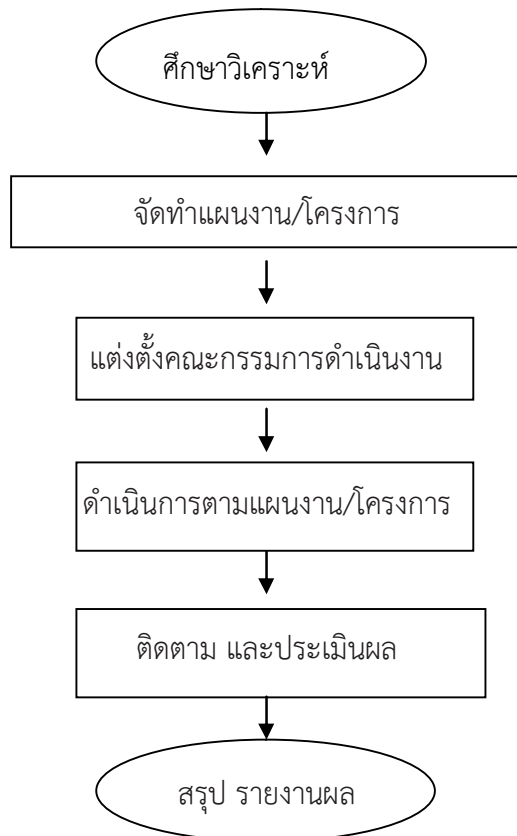 ศึกษาวิเคราะห์
จัดทำแผนงาน/โครงการ
แต่งตั้งคณะกรรมการดำเนินงาน
ดำเนินการตามแผนงาน/โครงการ
ติดตาม และประเมินผล
สรุป รายงานผล